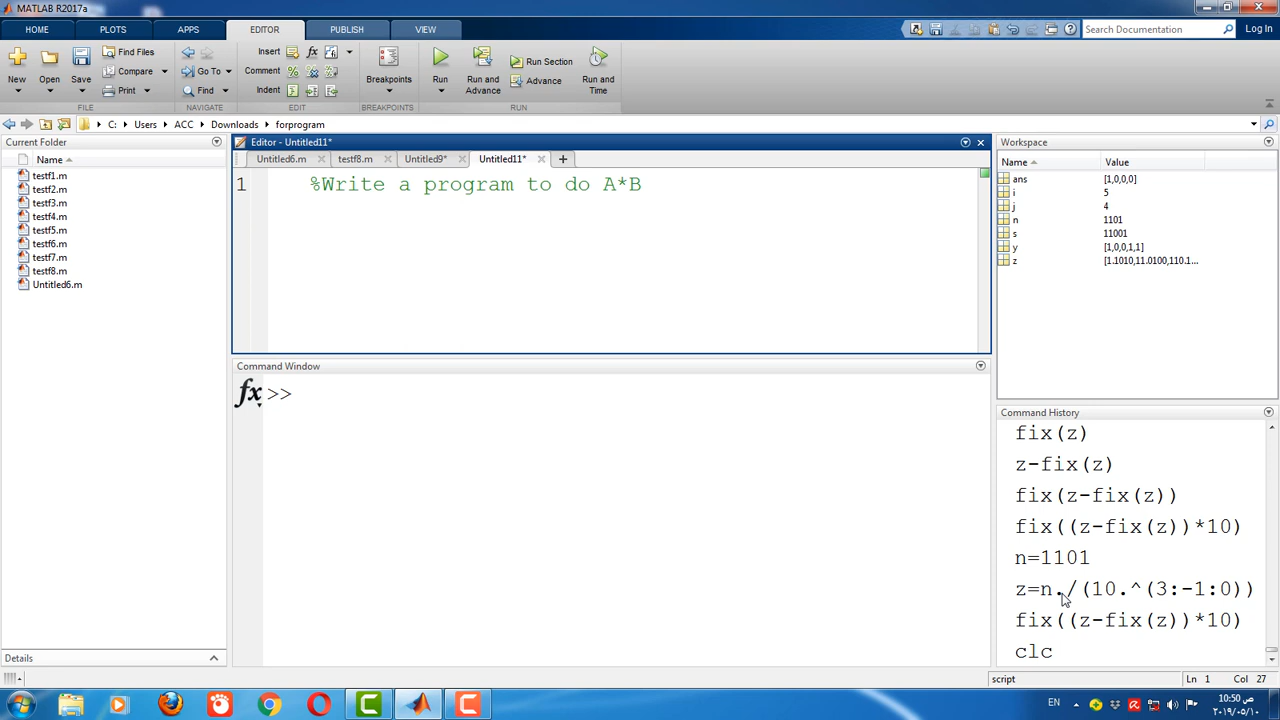 MATLAB R2017a
HOME PLOTS APPS EDITOR PUBLISH VIEW Search Documentation Log In
New Open Save Find Files Compare Print
Go To Find
Insert Comment Indent
Breakpoints
Run Run and Advance Run Section Advance Run and Time
FILE NAVIGATE EDIT BREAKPOINTS RUN
C: Users ACC Downloads forprogram
Current Folder
Name
testf1.m
testf2.m
testf3.m
testf4.m
testf5.m
testf6.m
testf7.m
testf8.m
Untitled6.m
Details
Editor - Untitled11*
Untitled6.m testf8.m Untitled9* Untitled11*
1 %Write a program to do A*B
Command Window
fx >>
Workspace
Name Value
ans [1,0,0,0]
i 5
j 4
n 1101
s 11001
y [1,0,0,1,1]
z [1.1010,11.0100,110.1...
Command History
fix(z)
z-fix(z)
fix(z-fix(z))
fix((z-fix(z))*10)
n=1101
z=n./(10.^(3:-1:0))
fix((z-fix(z))*10)
clc
script Ln 1 Col 27
EN 10:50 ص
٢٠١٩/٠٥/١٠